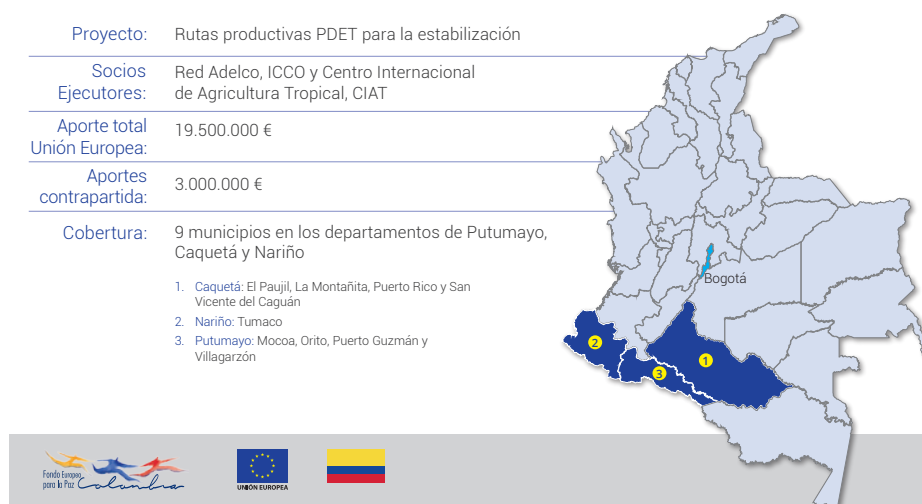 Proyecto: Rutas productivas PDET para la estabilización
Socios Ejecutores: Red Adelco, ICCO y Centro Internacional
de Agricultura Tropical, CIAT
Aporte total Unión Europea: 19.500.000 €
Aportes contrapartida: 3.000.000 €
Cobertura: 9 municipios en los departamentos de Putumayo,
Caquetá y Nariño
1. Caquetá: El Paujil, La Montañita, Puerto Rico y San
Vicente del Caguán
2. Nariño: Tumaco
3. Putumayo: Mocoa, Orito, Puerto Guzmán y
Villagarzón
Bogotá
2
1
3
Fondo Europeo
para la Paz Colombia
UNIÓN EUROPEA